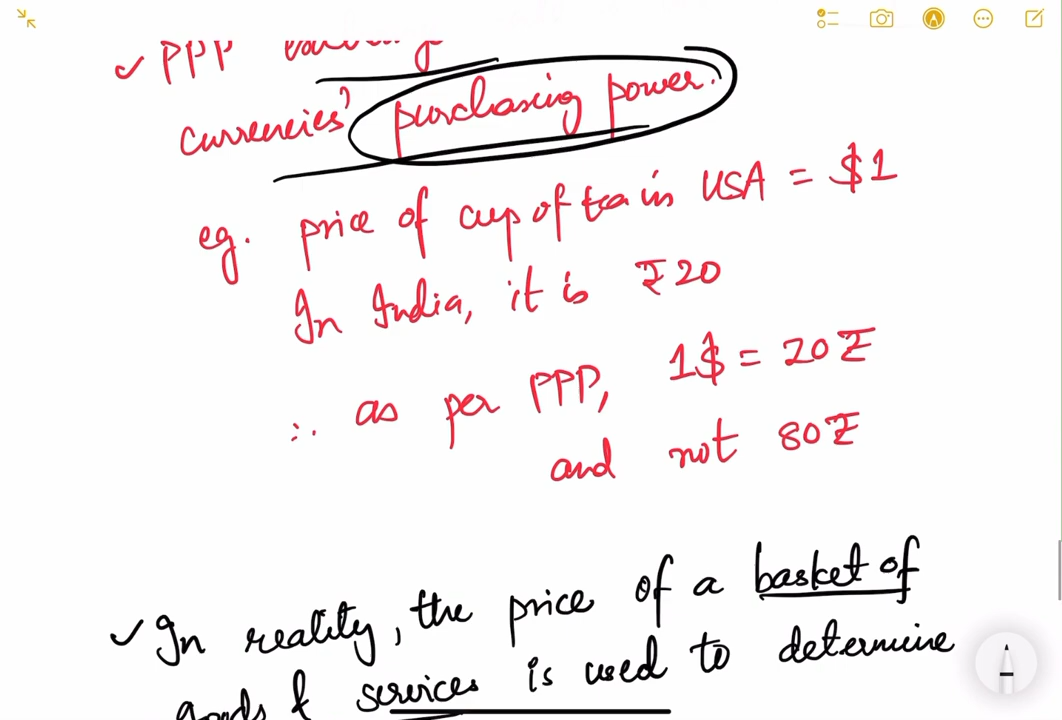 ✓ PPP
currencies' purchasing power.
eg. price of cup of tea in USA = $1
In India, it is ₹20
∴ as per PPP, 1$ = 20₹
and not 80₹
✓ In reality, the price of a basket of
goods & services is used to determine